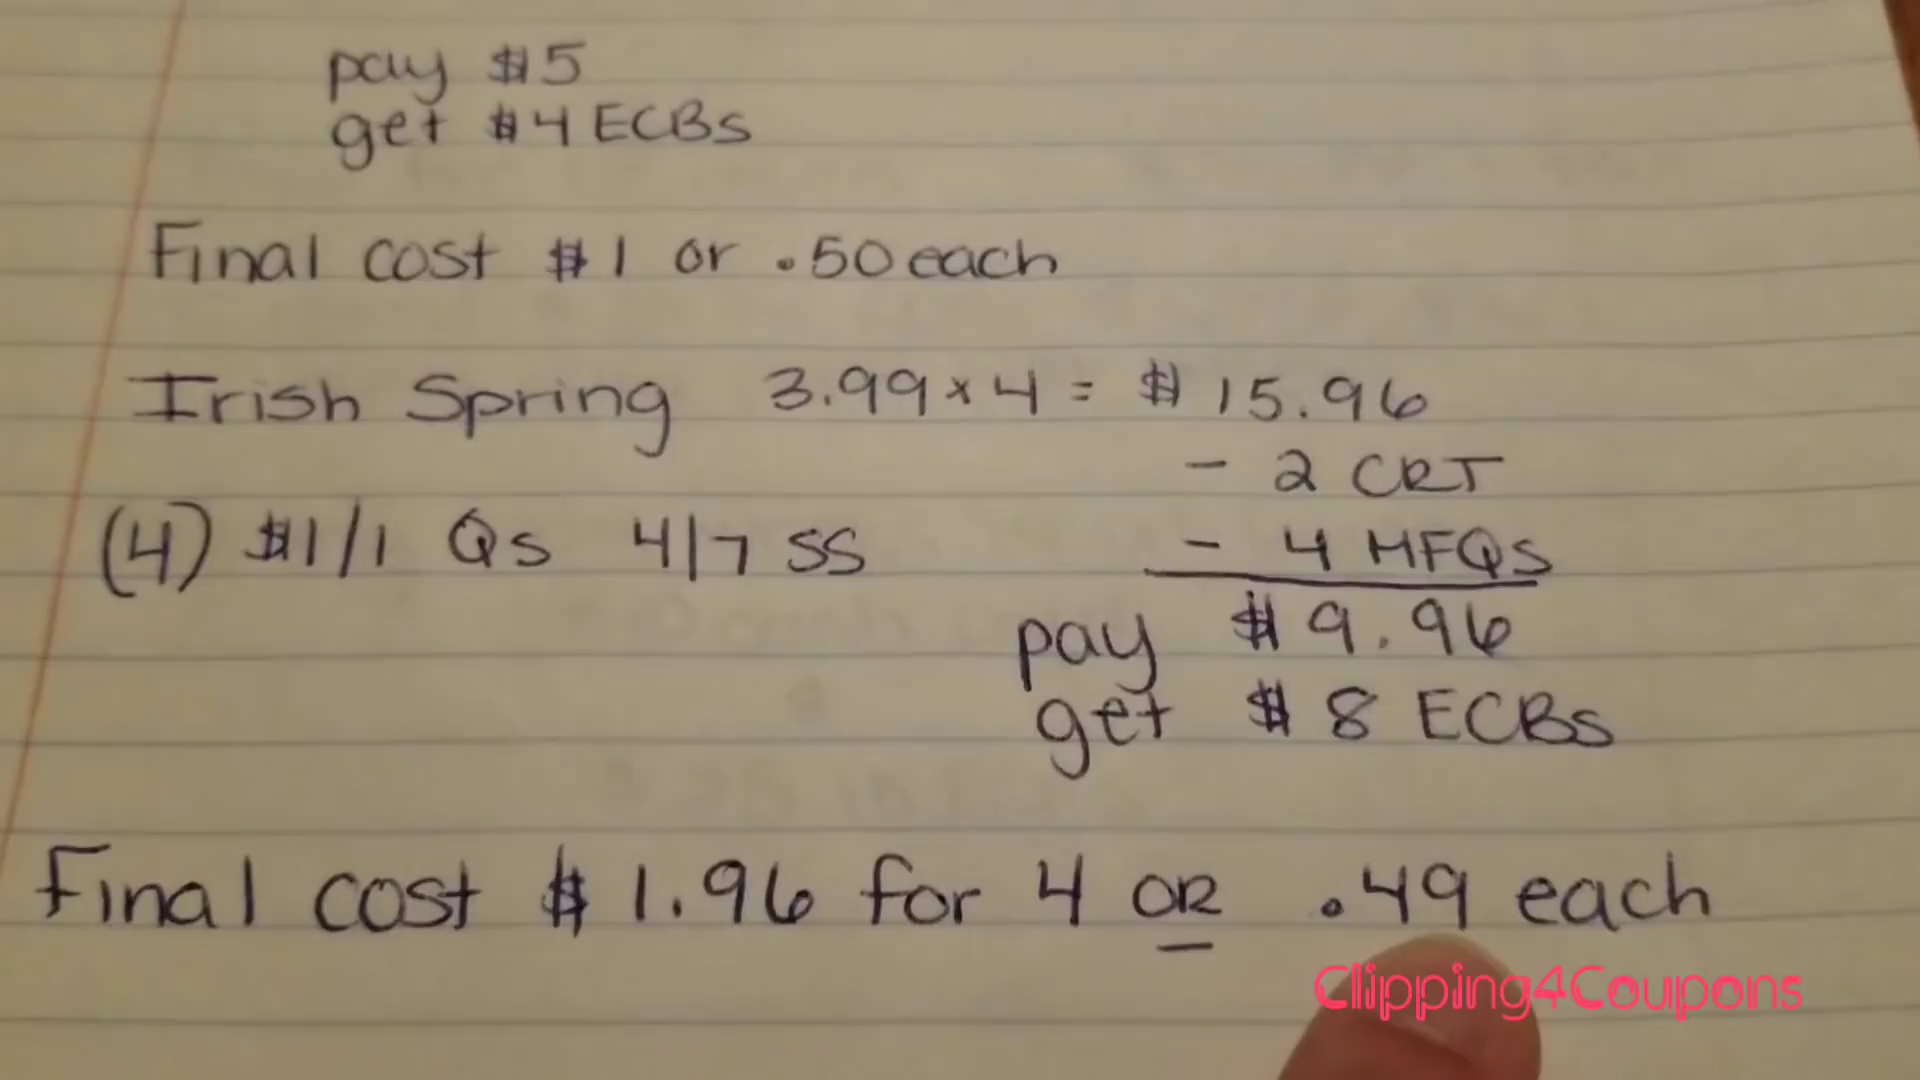 pay $5
get $4 ECBs
Final cost $1 or .50 each
Irish Spring 3.99 x 4 = $15.96
- 2 CRT
(4) $1/1 Qs 4/7 SS - 4 MFQs
pay $9.96
get $8 ECBs
Final cost $1.96 for 4 OR .49 each
Clipping4Coupons